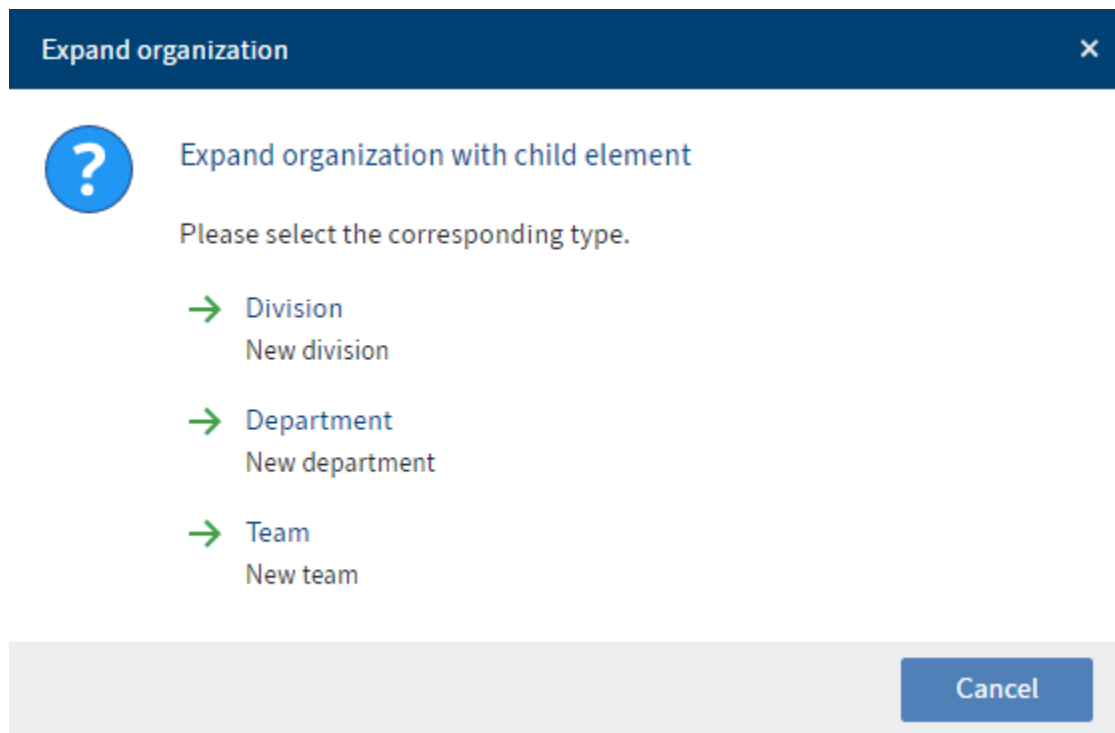 Expand organization
Expand organization with child element
Please select the corresponding type.
Division
New division
Department
New department
Team
New team
Cancel